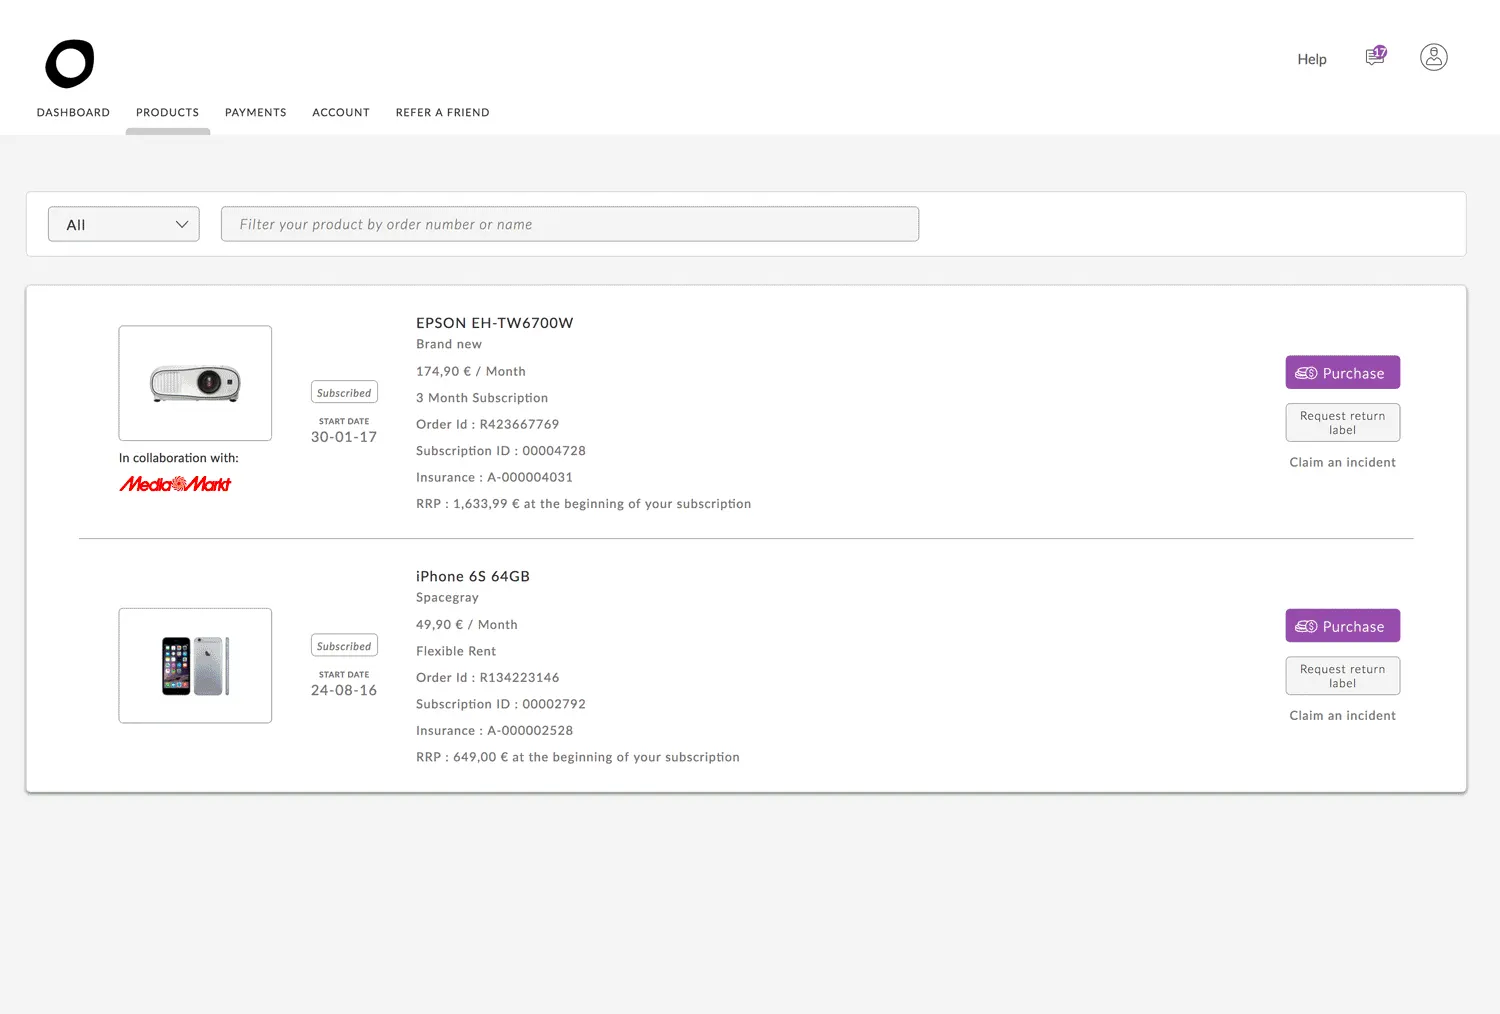 Help
17
DASHBOARD PRODUCTS PAYMENTS ACCOUNT REFER A FRIEND
All
Filter your product by order number or name
In collaboration with:
Media Markt
Subscribed
START DATE
30-01-17
EPSON EH-TW6700W
Brand new
174,90 € / Month
3 Month Subscription
Order Id : R423667769
Subscription ID : 00004728
Insurance : A-000004031
RRP : 1,633,99 € at the beginning of your subscription
Purchase
Request return
label
Claim an incident
Subscribed
START DATE
24-08-16
iPhone 6S 64GB
Spacegray
49,90 € / Month
Flexible Rent
Order Id : R134223146
Subscription ID : 00002792
Insurance : A-000002528
RRP : 649,00 € at the beginning of your subscription
Purchase
Request return
label
Claim an incident